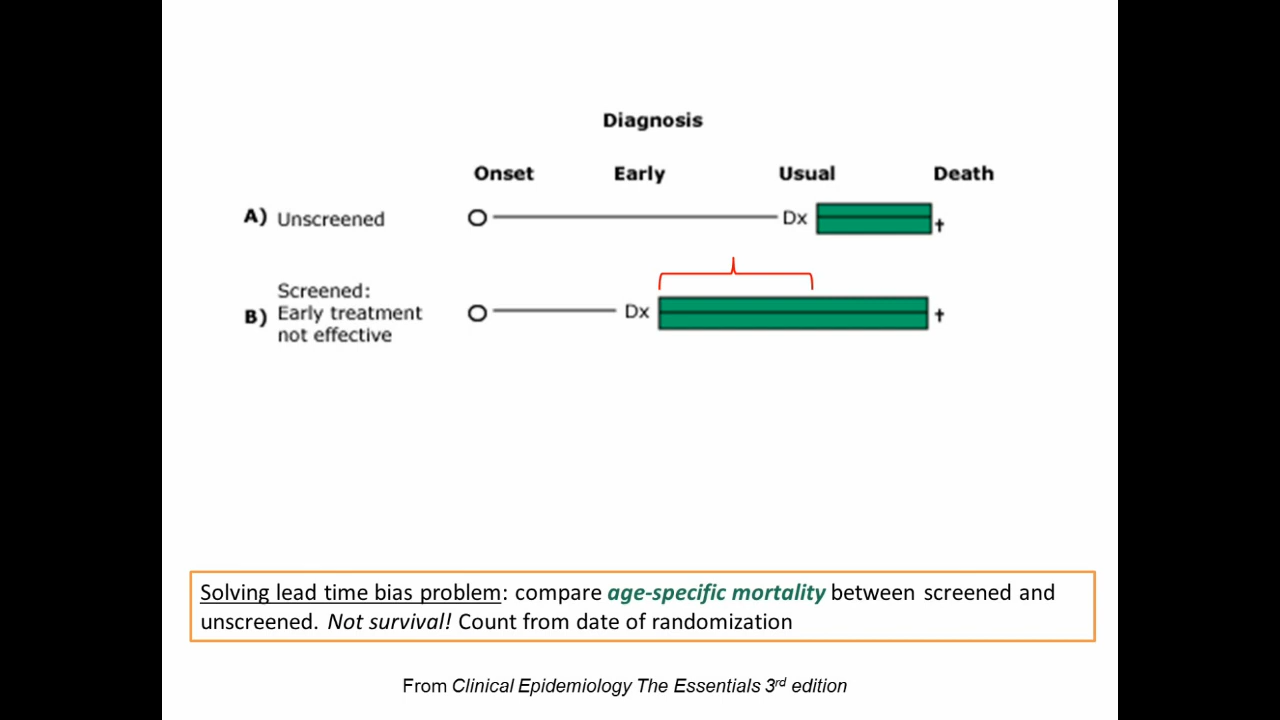 Diagnosis
Onset Early Usual Death
A) Unscreened O Dx †
B) Screened:
Early treatment O Dx †
not effective
Solving lead time bias problem: compare age-specific mortality between screened and
unscreened. Not survival! Count from date of randomization
From Clinical Epidemiology The Essentials 3rd edition